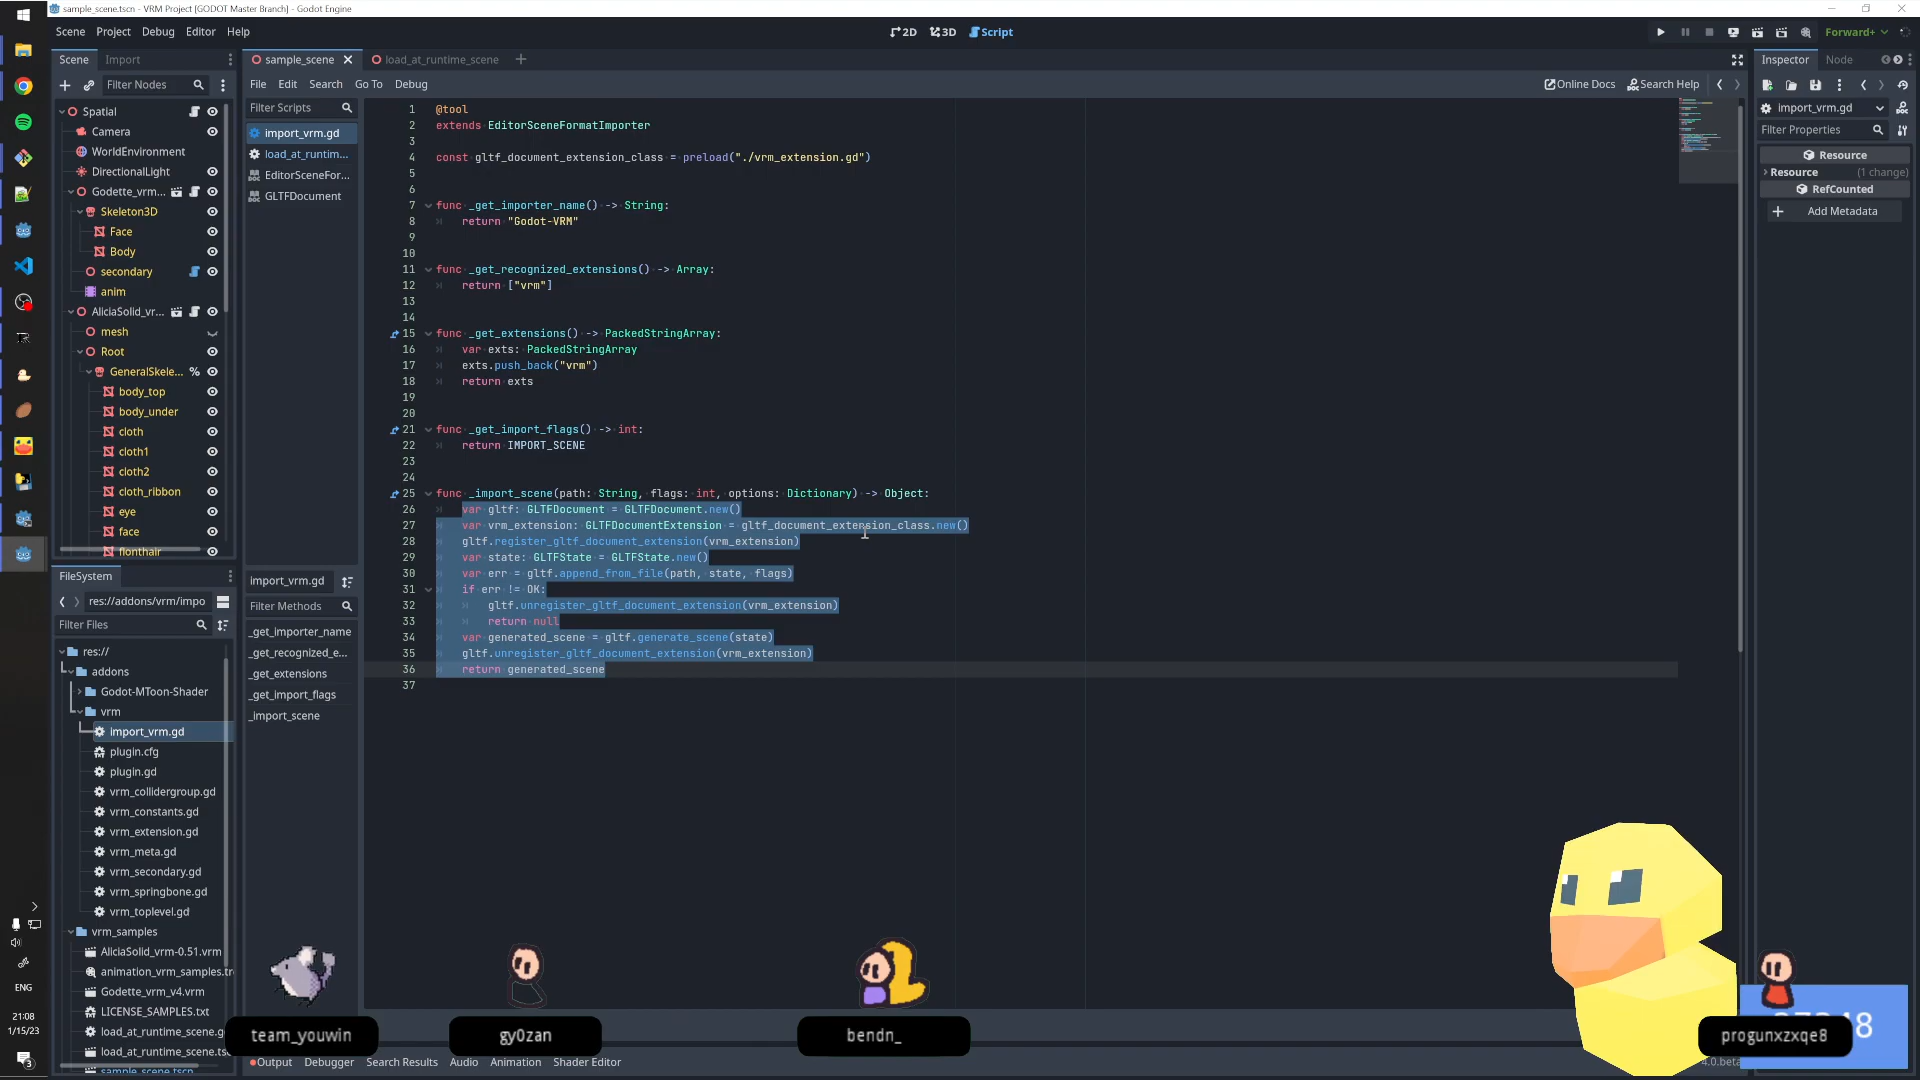 sample_scene.tscn - VRM Project [GODOT Master Branch] - Godot Engine
Scene Project Debug Editor Help
2D 3D Script
Forward+
Scene Import
Filter Nodes
Spatial
Camera
WorldEnvironment
DirectionalLight
Godette_vrm...
Skeleton3D
Face
Body
secondary
anim
AliciaSolid_vr...
mesh
Root
GeneralSkele... %
body_top
body_under
cloth
cloth1
cloth2
cloth_ribbon
eye
face
fronthair
FileSystem
res://addons/vrm/impo
Filter Files
res://
addons
Godot-MToon-Shader
vrm
import_vrm.gd
plugin.cfg
plugin.gd
vrm_collidergroup.gd
vrm_constants.gd
vrm_extension.gd
vrm_meta.gd
vrm_secondary.gd
vrm_springbone.gd
vrm_toplevel.gd
vrm_samples
AliciaSolid_vrm-0.51.vrm
animation_vrm_samples.tr
Godette_vrm_v4.vrm
LICENSE_SAMPLES.txt
load_at_runtime_scene.g
load_at_runtime_scene.ts
sample_scene.tscn
sample_scene load_at_runtime_scene
File Edit Search Go To Debug
Online Docs Search Help
Filter Scripts
import_vrm.gd
load_at_runtim...
EditorSceneFor...
GLTFDocument
import_vrm.gd
Filter Methods
_get_importer_name
_get_recognized_e...
_get_extensions
_get_import_flags
_import_scene
1 @tool
2 extends EditorSceneFormatImporter
3
4 const gltf_document_extension_class = preload("./vrm_extension.gd")
5
6
7 func _get_importer_name() -> String:
8 return "Godot-VRM"
9
10
11 func _get_recognized_extensions() -> Array:
12 return ["vrm"]
13
14
15 func _get_extensions() -> PackedStringArray:
16 var exts: PackedStringArray
17 exts.push_back("vrm")
18 return exts
19
20
21 func _get_import_flags() -> int:
22 return IMPORT_SCENE
23
24
25 func _import_scene(path: String, flags: int, options: Dictionary) -> Object:
26 var gltf: GLTFDocument = GLTFDocument.new()
27 var vrm_extension: GLTFDocumentExtension = gltf_document_extension_class.new()
28 gltf.register_gltf_document_extension(vrm_extension)
29 var state: GLTFState = GLTFState.new()
30 var err = gltf.append_from_file(path, state, flags)
31 if err != OK:
32 gltf.unregister_gltf_document_extension(vrm_extension)
33 return null
34 var generated_scene = gltf.generate_scene(state)
35 gltf.unregister_gltf_document_extension(vrm_extension)
36 return generated_scene
37
Inspector Node
import_vrm.gd
Filter Properties
Resource
Resource (1 change)
RefCounted
Add Metadata
Output Debugger Search Results Audio Animation Shader Editor
4.0.beta
team_youwin
gy0zan
bendn_
progunxzxqe8
ENG
21:08
1/15/23
3